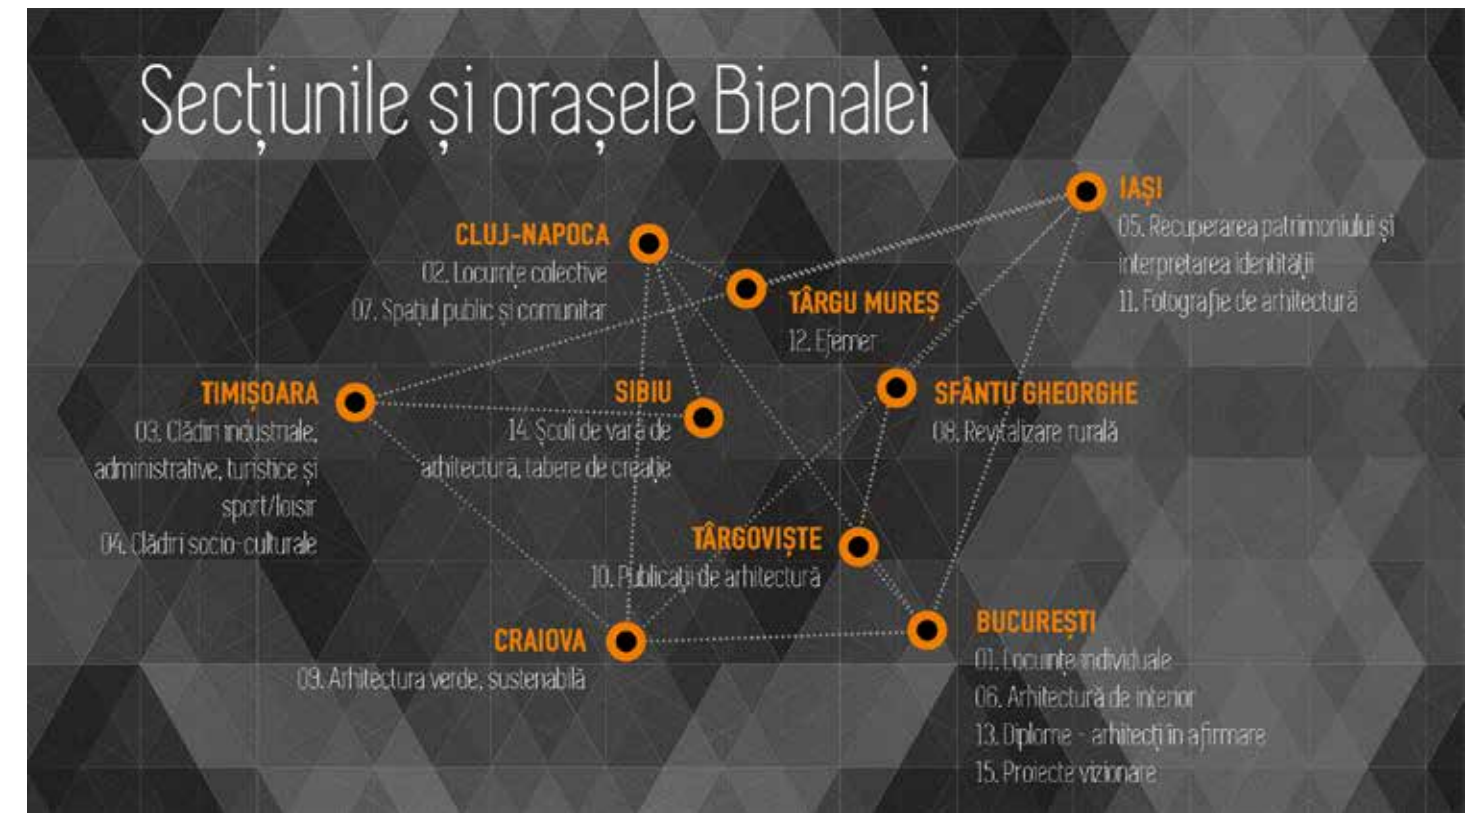 Secțiunile și orașele Bienalei
IAȘI
05. Recuperarea patrimoniului și
interpretarea identității
11. Fotografie de arhitectură
CLUJ-NAPOCA
02. Locuințe colective
07. Spațiul public și comunitar
TÂRGU MUREȘ
12. Efemer
TIMIȘOARA
03. Clădiri industriale,
administrative, turistice și
sport/loisir
04. Clădiri socio-culturale
SIBIU
14. Școli de vară de
arhitectură, tabere de creație
SFÂNTU GHEORGHE
08. Revitalizare rurală
TÂRGOVIȘTE
10. Publicații de arhitectură
CRAIOVA
09. Arhitectura verde, sustenabilă
BUCUREȘTI
01. Locuințe individuale
06. Arhitectură de interior
13. Diplome - arhitecți în afirmare
15. Proiecte vizionare